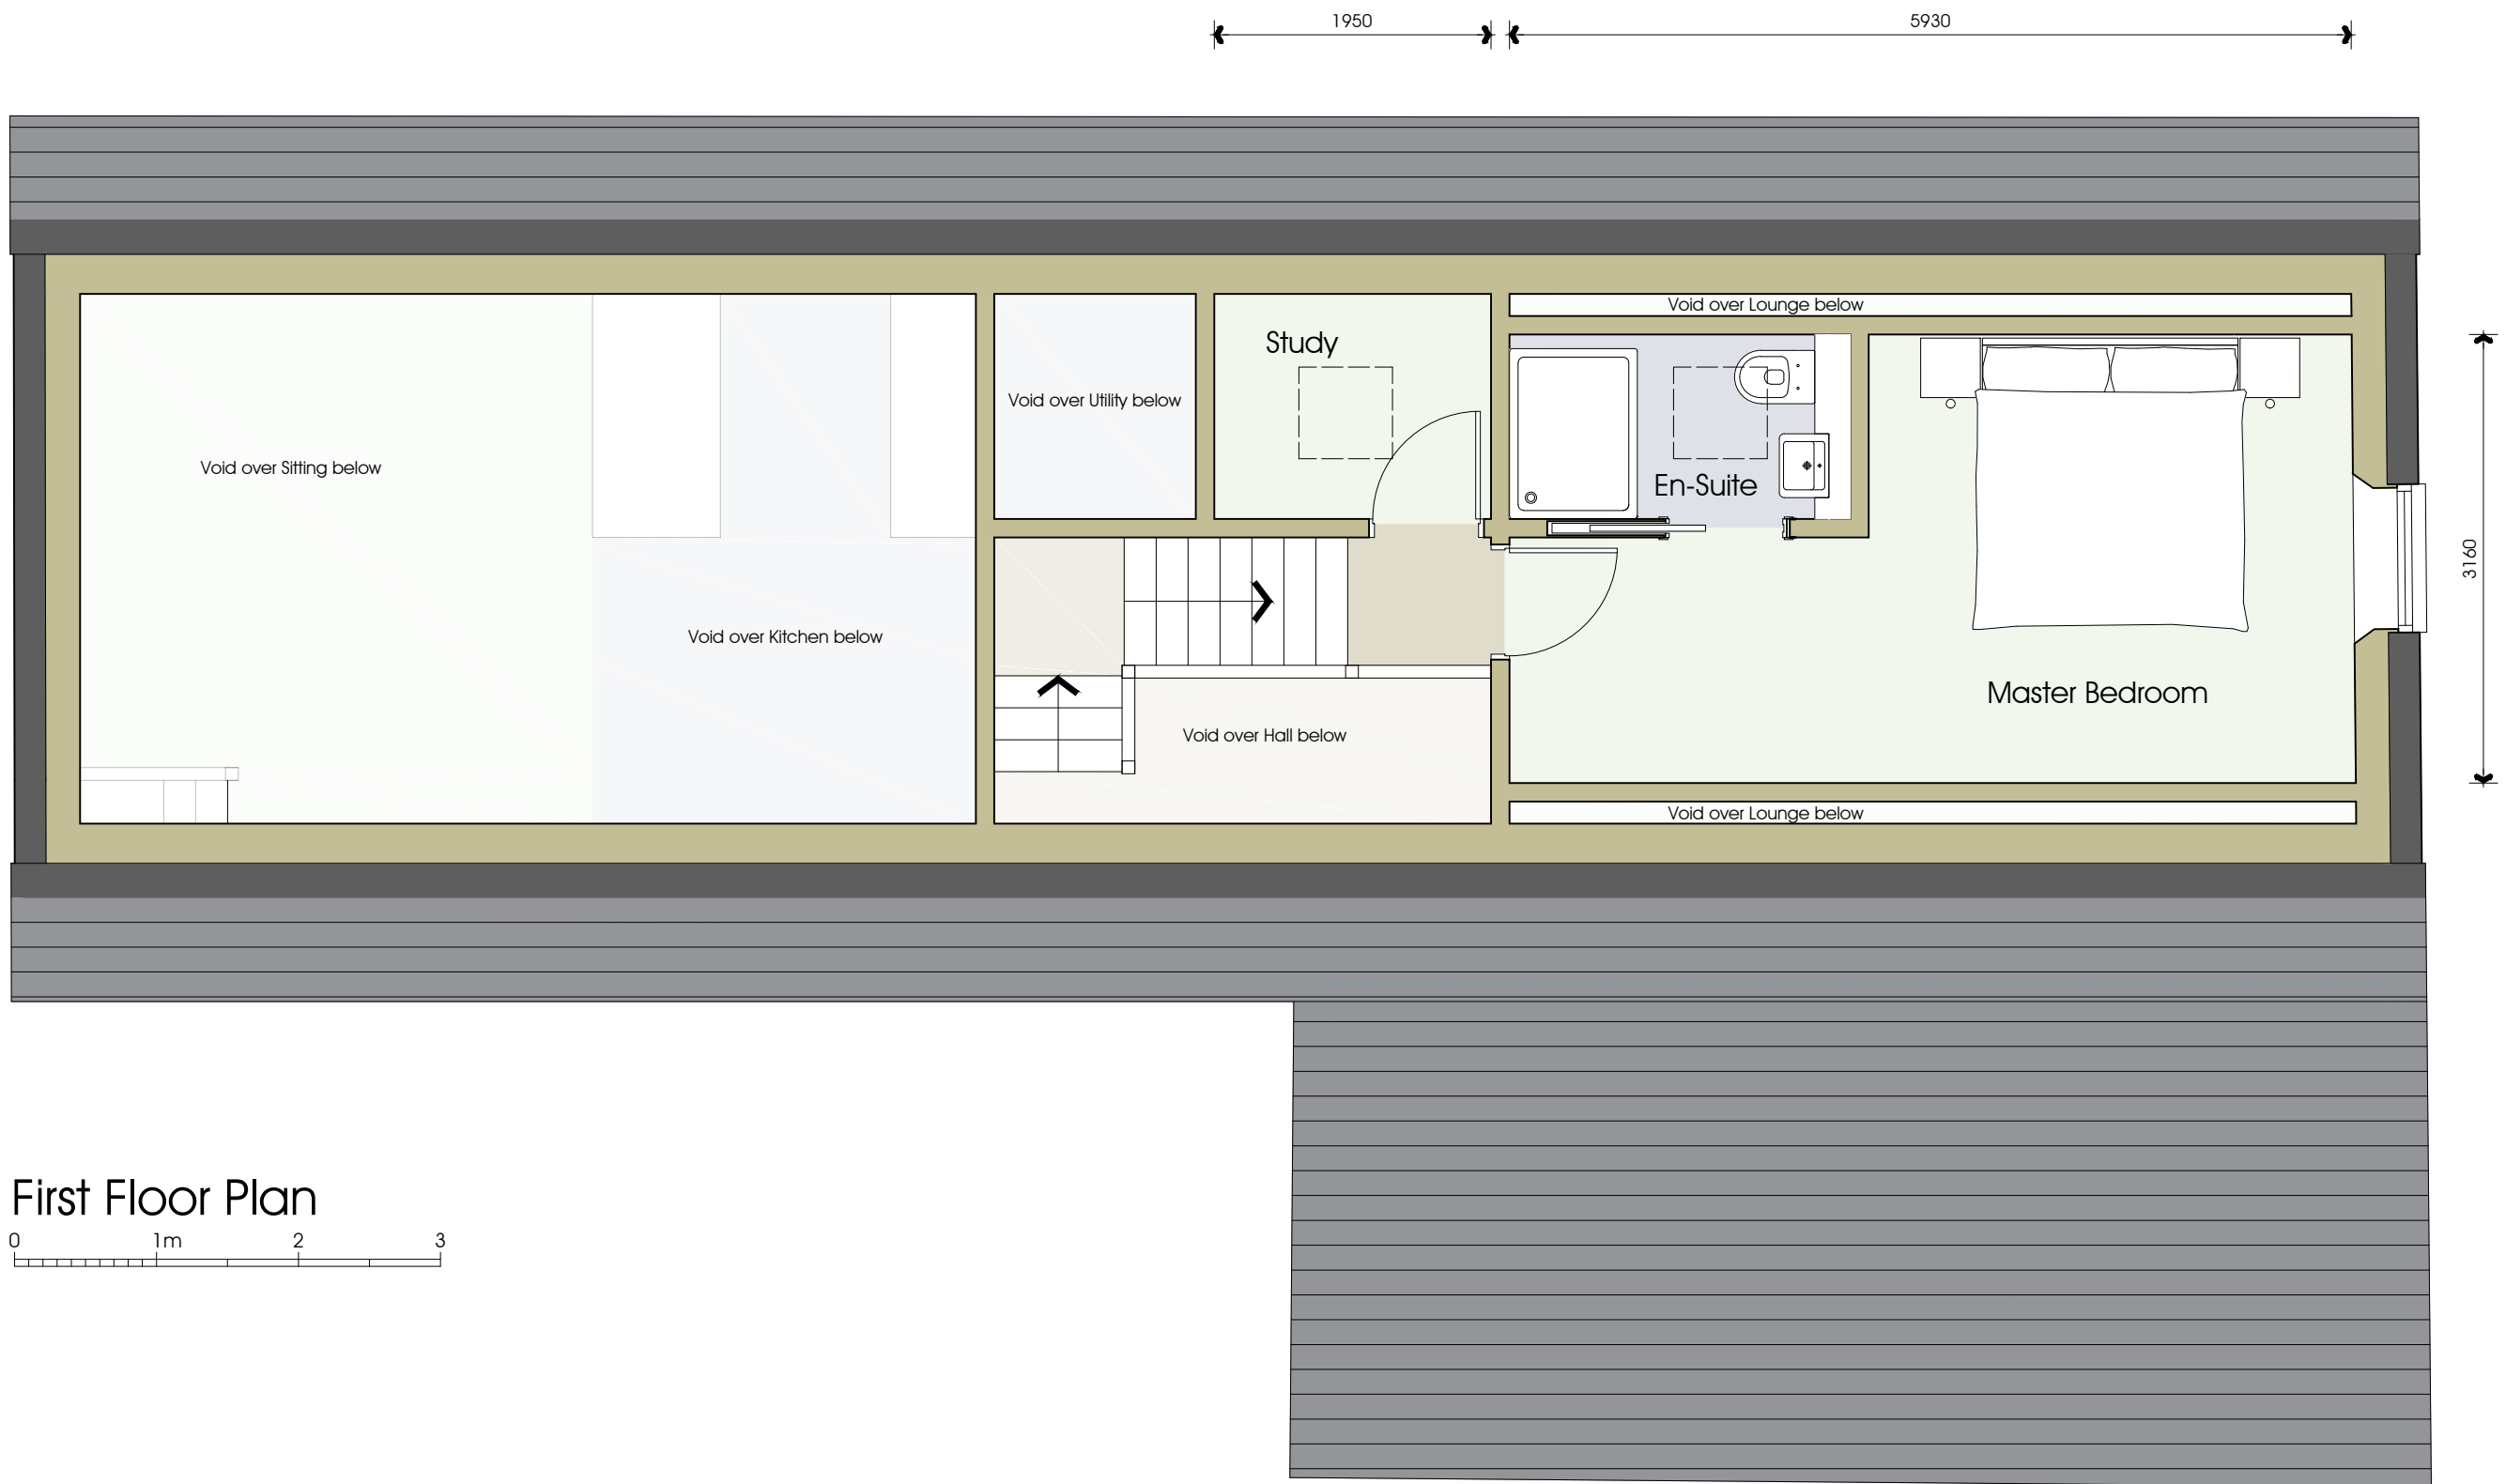 1950
5930
Void over Lounge below
Study
Void over Utility below
Void over Sitting below
En-Suite
3160
Void over Kitchen below
Master Bedroom
Void over Hall below
Void over Lounge below
First Floor Plan
0 1m 2 3